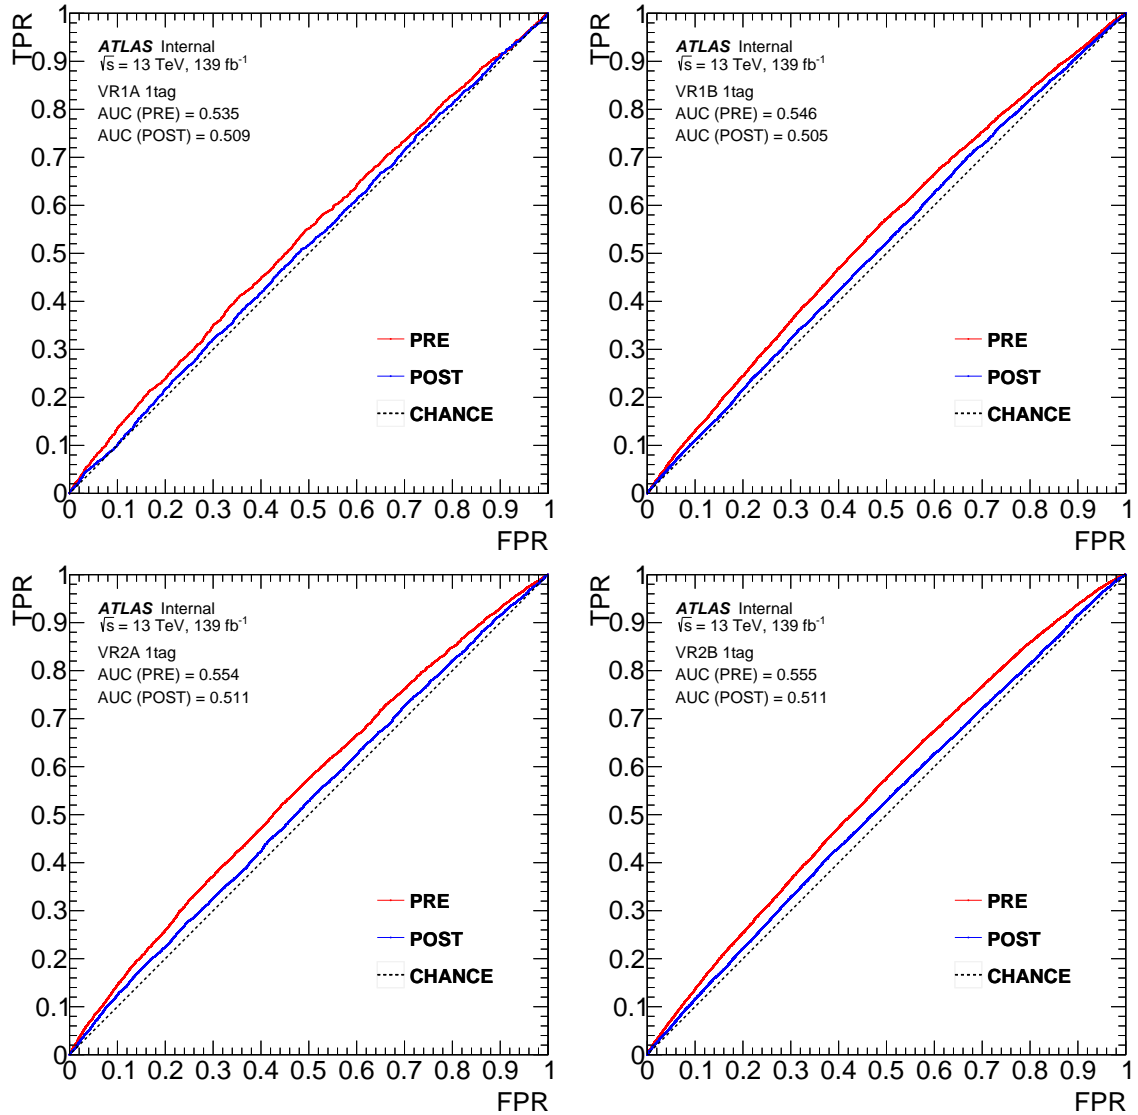 TPR
1
0.9
0.8
0.7
0.6
0.5
0.4
0.3
0.2
0.1
0
ATLAS Internal
√s = 13 TeV, 139 fb⁻¹
VR1A 1tag
AUC (PRE) = 0.535
AUC (POST) = 0.509
PRE
POST
CHANCE
0 0.1 0.2 0.3 0.4 0.5 0.6 0.7 0.8 0.9 1
FPR
TPR
1
0.9
0.8
0.7
0.6
0.5
0.4
0.3
0.2
0.1
0
ATLAS Internal
√s = 13 TeV, 139 fb⁻¹
VR1B 1tag
AUC (PRE) = 0.546
AUC (POST) = 0.505
PRE
POST
CHANCE
0 0.1 0.2 0.3 0.4 0.5 0.6 0.7 0.8 0.9 1
FPR
TPR
1
0.9
0.8
0.7
0.6
0.5
0.4
0.3
0.2
0.1
0
ATLAS Internal
√s = 13 TeV, 139 fb⁻¹
VR2A 1tag
AUC (PRE) = 0.554
AUC (POST) = 0.511
PRE
POST
CHANCE
0 0.1 0.2 0.3 0.4 0.5 0.6 0.7 0.8 0.9 1
FPR
TPR
1
0.9
0.8
0.7
0.6
0.5
0.4
0.3
0.2
0.1
0
ATLAS Internal
√s = 13 TeV, 139 fb⁻¹
VR2B 1tag
AUC (PRE) = 0.555
AUC (POST) = 0.511
PRE
POST
CHANCE
0 0.1 0.2 0.3 0.4 0.5 0.6 0.7 0.8 0.9 1
FPR